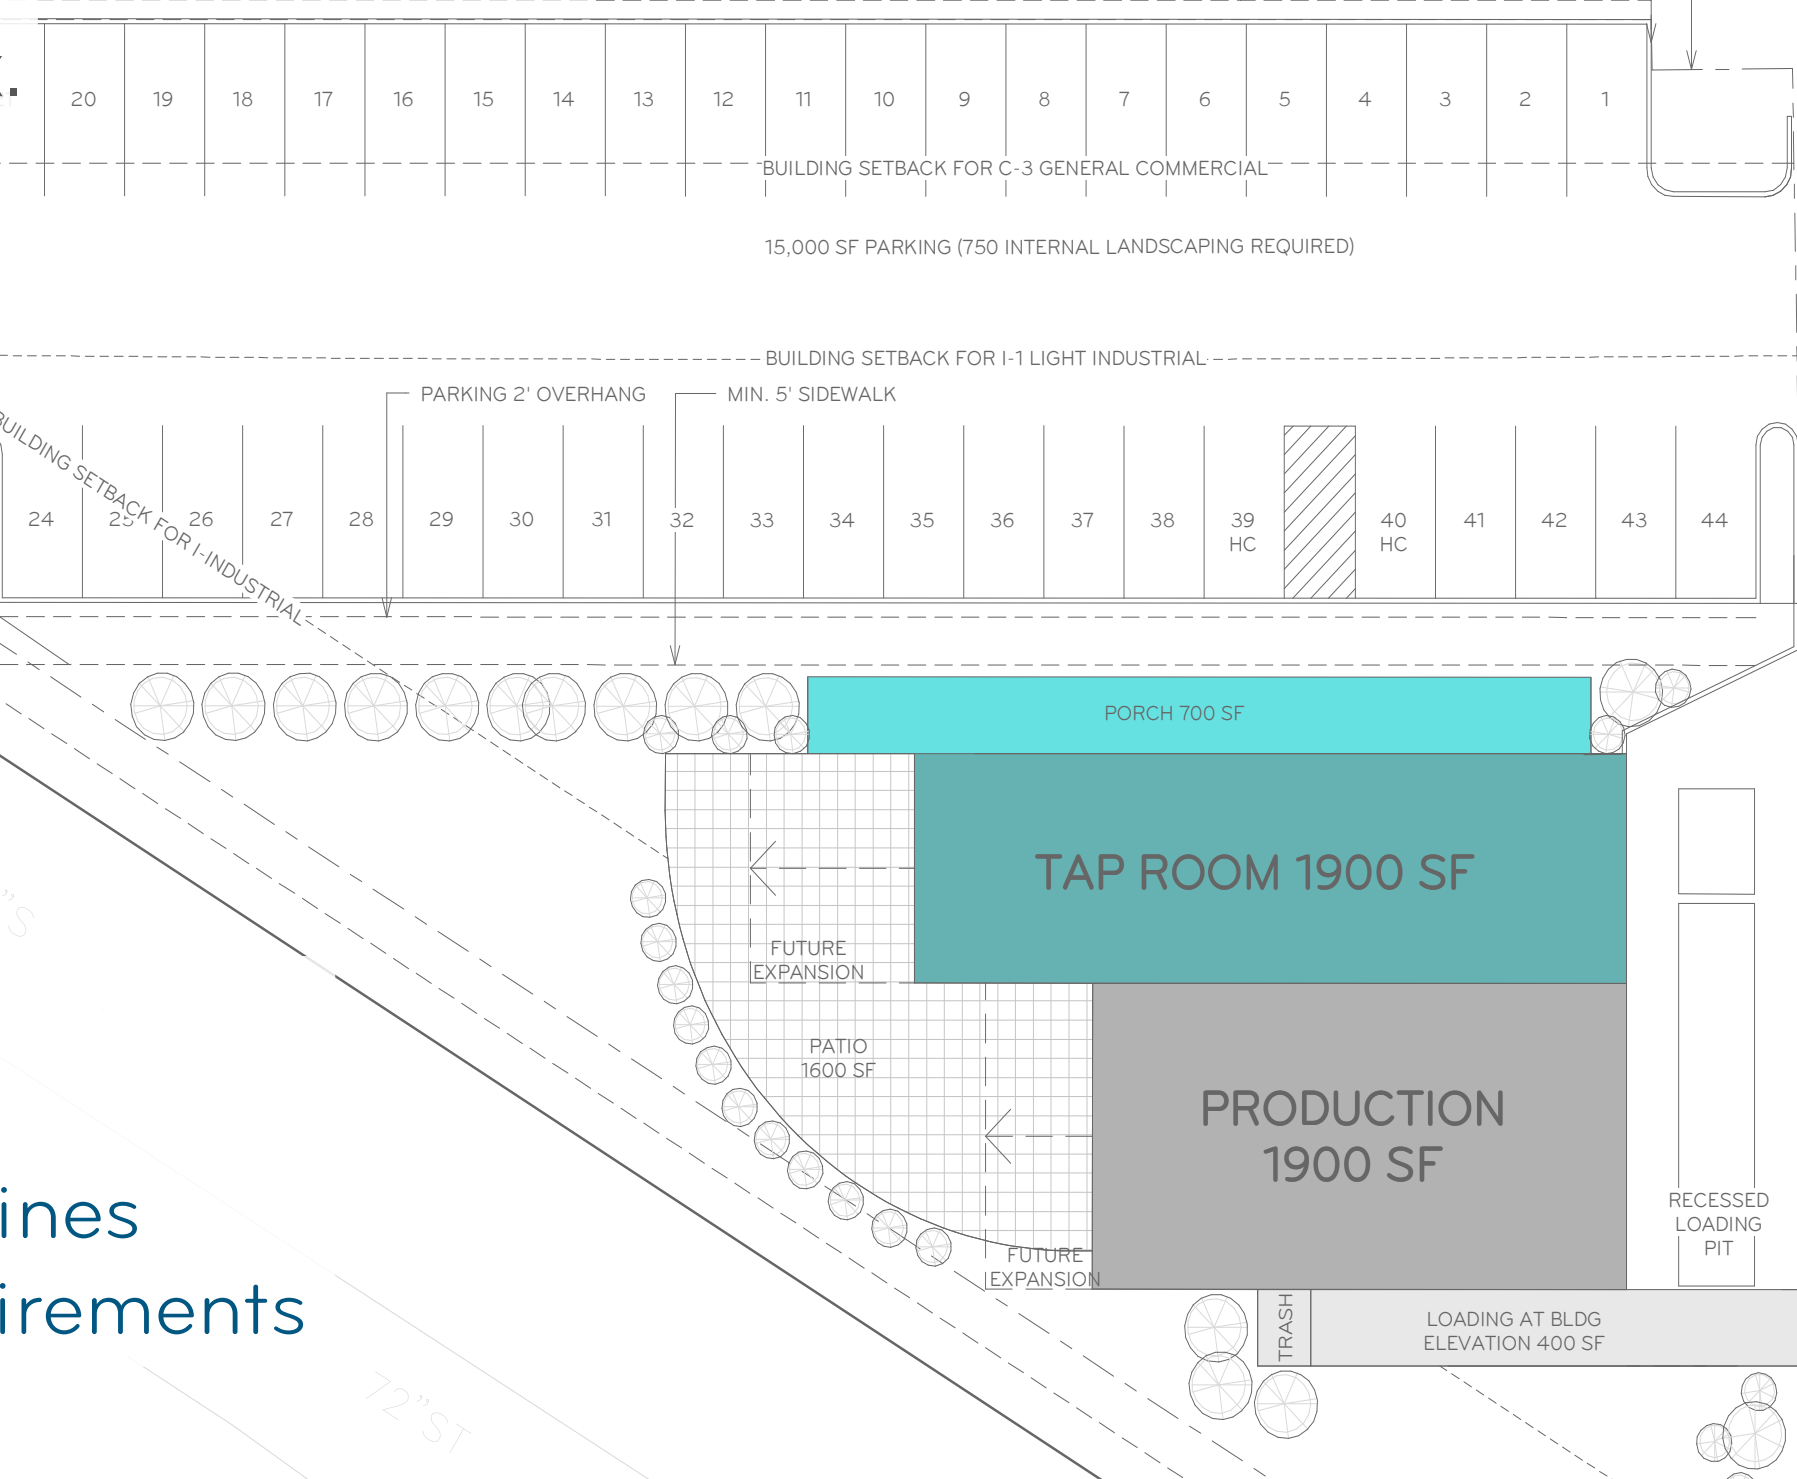 20 19 18 17 16 15 14 13 12 11 10 9 8 7 6 5 4 3 2 1
BUILDING SETBACK FOR C-3 GENERAL COMMERCIAL
15,000 SF PARKING (750 INTERNAL LANDSCAPING REQUIRED)
BUILDING SETBACK FOR I-1 LIGHT INDUSTRIAL
PARKING 2' OVERHANG
MIN. 5' SIDEWALK
BUILDING SETBACK FOR I-INDUSTRIAL
24 25 26 27 28 29 30 31 32 33 34 35 36 37 38 39 40 41 42 43 44
HC HC
PORCH 700 SF
TAP ROOM 1900 SF
FUTURE
EXPANSION
PATIO
1600 SF
PRODUCTION
1900 SF
RECESSED
LOADING
PIT
FUTURE
EXPANSION
TRASH
LOADING AT BLDG
ELEVATION 400 SF
ines
irements
"S
72"ST